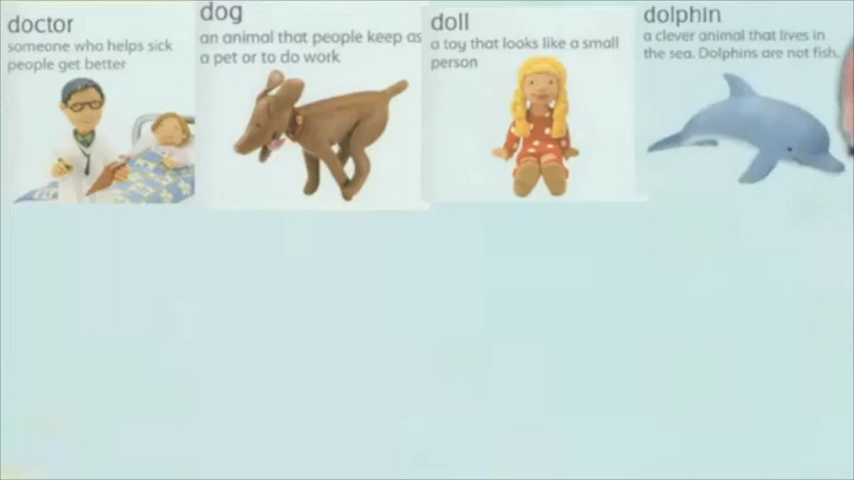 doctor
someone who helps sick
people get better
dog
an animal that people keep as
a pet or to do work
doll
a toy that looks like a small
person
dolphin
a clever animal that lives in
the sea. Dolphins are not fish.